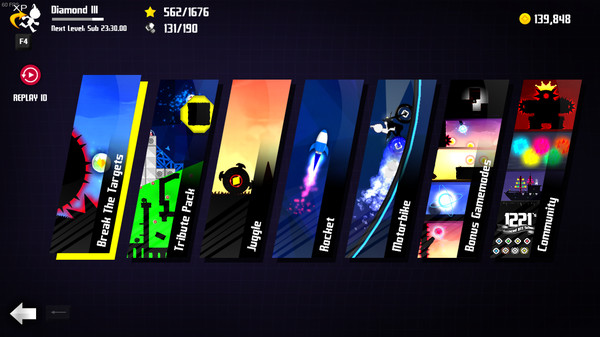 60 FPS
XP
Diamond III
Next Level: Sub 23:30.00
F4
562/1676
131/190
139,848
REPLAY ID
Break The Targets
Tribute Pack
Juggle
Rocket
Motorbike
Bonus Gamemodes
Community
1221